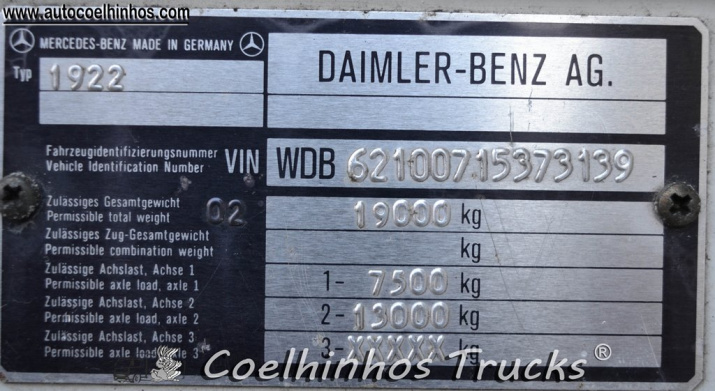 www.autocoelhinhos.com
MERCEDES-BENZ MADE IN GERMANY
DAIMLER-BENZ AG.
Typ 1922
Fahrzeugidentifizierungsnummer
Vehicle Identification Number
VIN WDB 62100715373139
Zulässiges Gesamtgewicht
Permissible total weight
02 19000 kg
Zulässiges Zug-Gesamtgewicht
Permissible combination weight
kg
Zulässige Achslast, Achse 1
Permissible axle load, axle 1
1- 7500 kg
Zulässige Achslast, Achse 2
Permissible axle load, axle 2
2- 13000 kg
Zulässige Achslast, Achse 3
Permissible axle load, axle 3
3- XXXXX kg
Coelhinhos Trucks ®